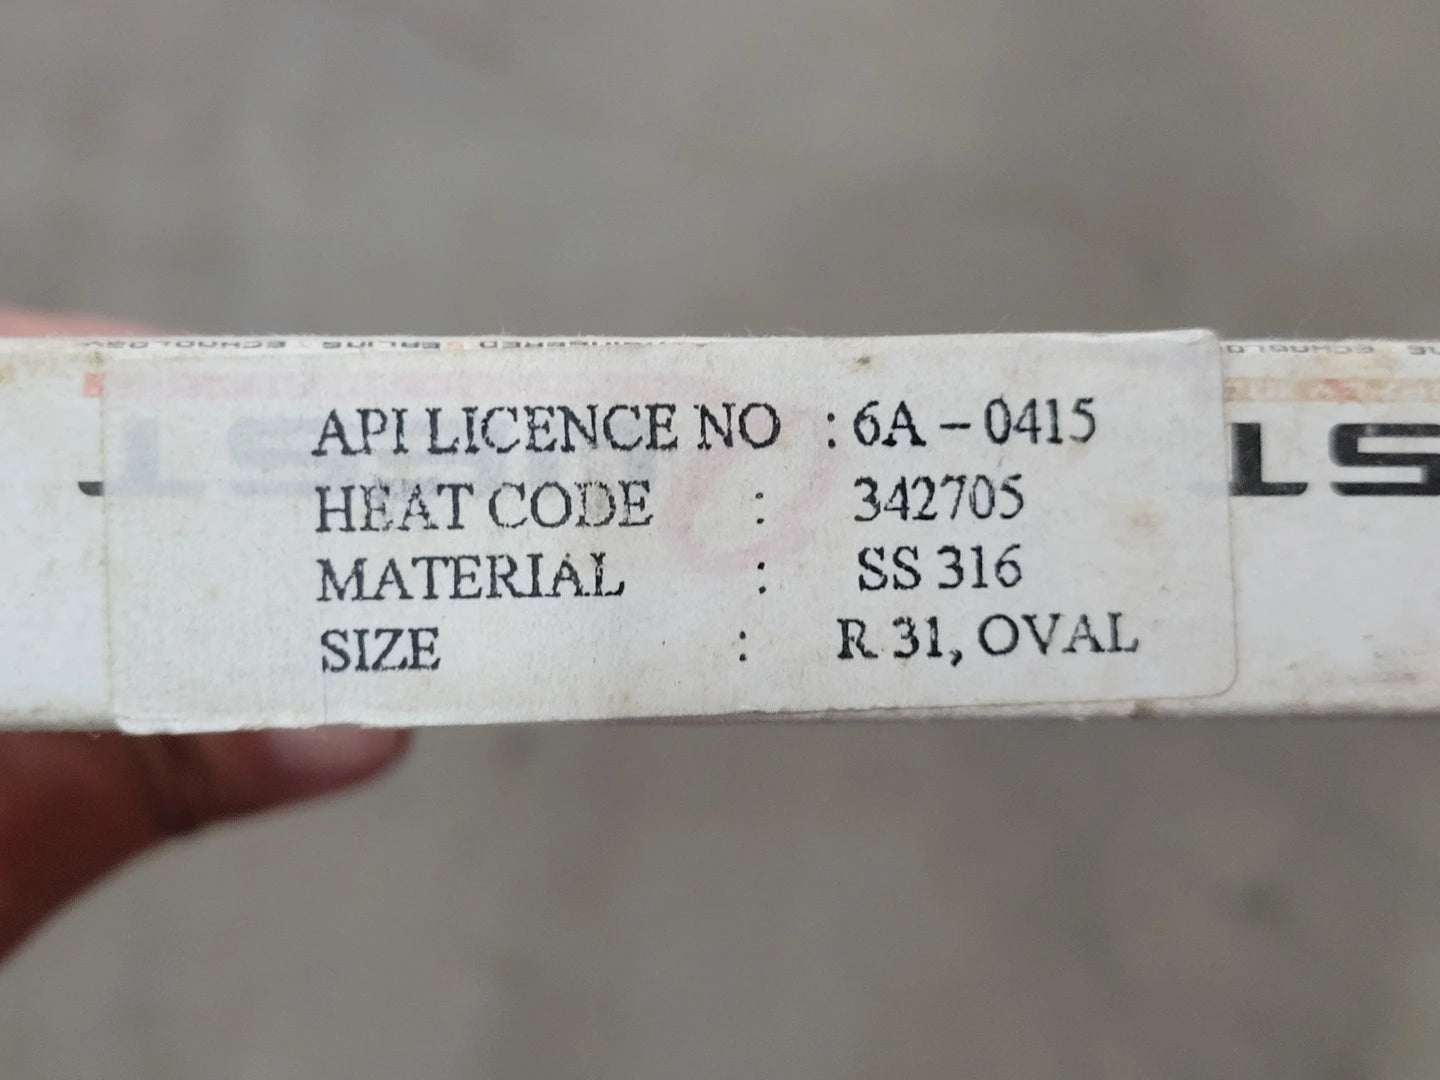 API LICENCE NO : 6A – 0415
HEAT CODE : 342705
MATERIAL : SS 316
SIZE : R 31, OVAL